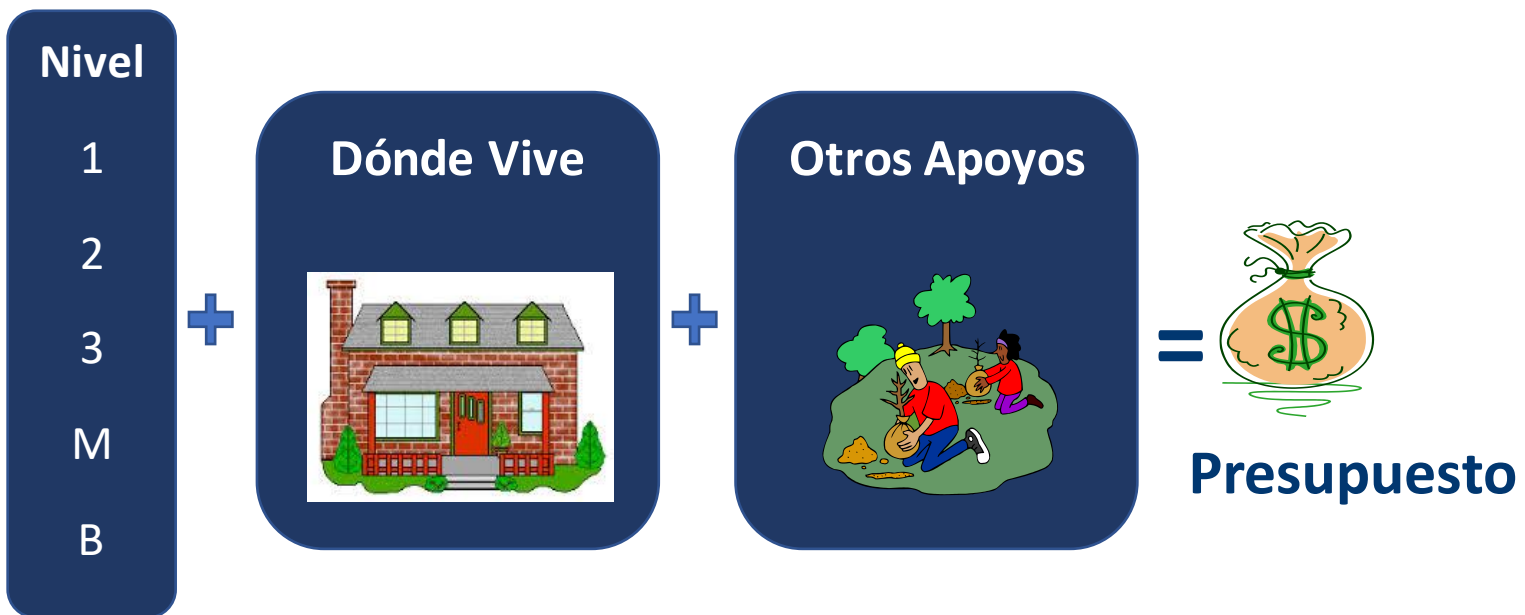 Nivel
1
2
3
M
B
+
Dónde Vive
+
Otros Apoyos
=
$
Presupuesto